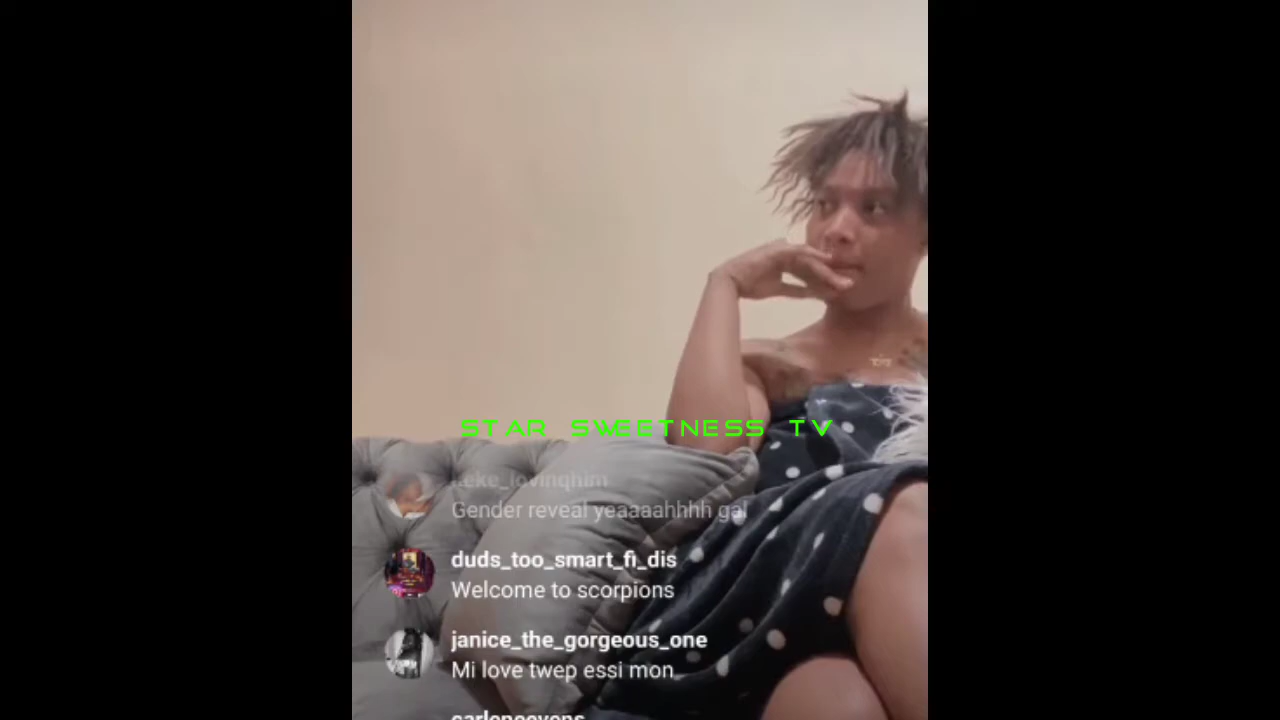 STAR SWEETNESS TV
Gender reveal yeaaaahhhh gal
duds_too_smart_fi_dis
Welcome to scorpions
janice_the_gorgeous_one
Mi love twep essi mon